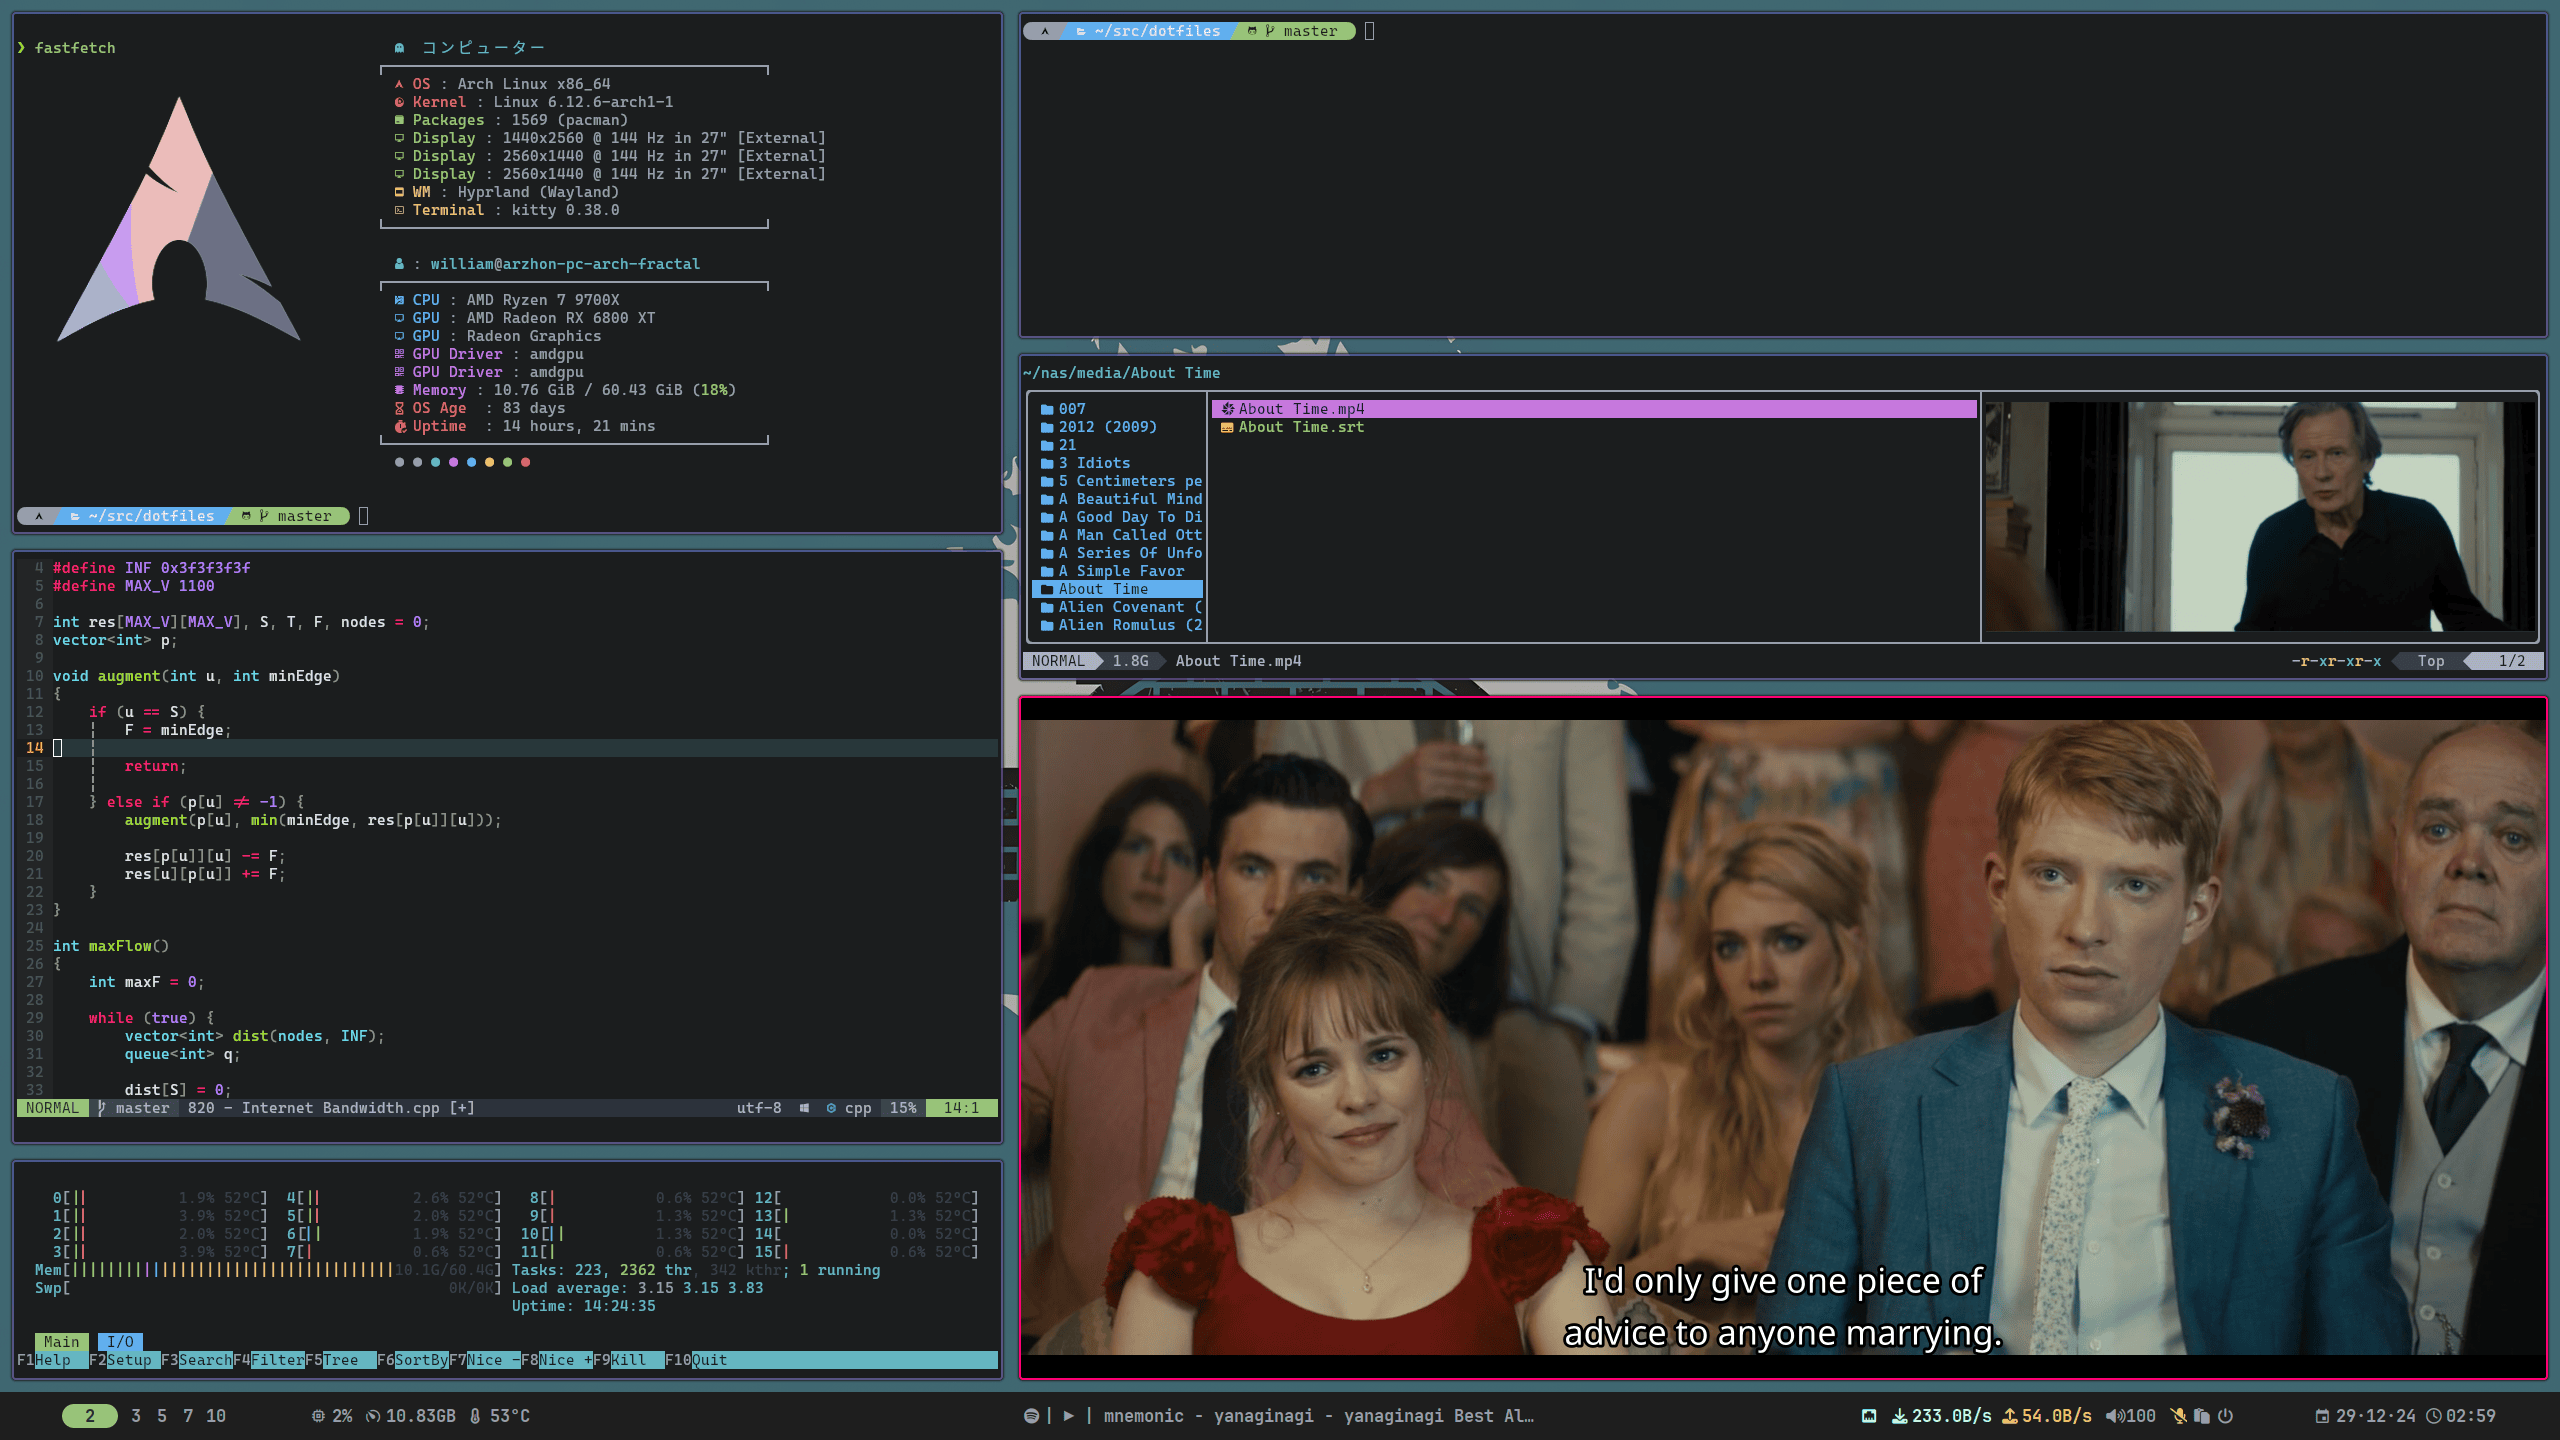 ❯ fastfetch
コンピューター
OS : Arch Linux x86_64
Kernel : Linux 6.12.6-arch1-1
Packages : 1569 (pacman)
Display : 1440x2560 @ 144 Hz in 27" [External]
Display : 2560x1440 @ 144 Hz in 27" [External]
Display : 2560x1440 @ 144 Hz in 27" [External]
WM : Hyprland (Wayland)
Terminal : kitty 0.38.0
: william@arzhon-pc-arch-fractal
CPU : AMD Ryzen 7 9700X
GPU : AMD Radeon RX 6800 XT
GPU : Radeon Graphics
GPU Driver : amdgpu
GPU Driver : amdgpu
Memory : 10.76 GiB / 60.43 GiB (18%)
OS Age : 83 days
Uptime : 14 hours, 21 mins
~/src/dotfiles master
4 #define INF 0x3f3f3f3f
5 #define MAX_V 1100
6
7 int res[MAX_V][MAX_V], S, T, F, nodes = 0;
8 vector<int> p;
9
10 void augment(int u, int minEdge)
11 {
12 if (u == S) {
13 F = minEdge;
14
15 return;
16
17 } else if (p[u] ≠ -1) {
18 augment(p[u], min(minEdge, res[p[u]][u]));
19
20 res[p[u]][u] -= F;
21 res[u][p[u]] += F;
22 }
23 }
24
25 int maxFlow()
26 {
27 int maxF = 0;
28
29 while (true) {
30 vector<int> dist(nodes, INF);
31 queue<int> q;
32
33 dist[S] = 0;
NORMAL master 820 - Internet Bandwidth.cpp [+] utf-8 cpp 15% 14:1
0[|| 1.9% 52°C] 4[|| 2.6% 52°C] 8[| 0.6% 52°C] 12[ 0.0% 52°C]
1[|| 3.9% 52°C] 5[|| 2.0% 52°C] 9[| 1.3% 52°C] 13[| 1.3% 52°C]
2[|| 2.0% 52°C] 6[|| 1.9% 52°C] 10[|| 1.3% 52°C] 14[ 0.0% 52°C]
3[|| 3.9% 52°C] 7[| 0.6% 52°C] 11[| 0.6% 52°C] 15[| 0.6% 52°C]
Mem[||||||||||||||||||||||||||||||||||||10.1G/60.4G] Tasks: 223, 2362 thr, 342 kthr; 1 running
Swp[ 0K/0K] Load average: 3.15 3.15 3.83
Uptime: 14:24:35
Main I/O
F1Help F2Setup F3SearchF4FilterF5Tree F6SortByF7Nice -F8Nice +F9Kill F10Quit
~/src/dotfiles master
~/nas/media/About Time
007
2012 (2009)
21
3 Idiots
5 Centimeters pe
A Beautiful Mind
A Good Day To Di
A Man Called Ott
A Series Of Unfo
A Simple Favor
About Time
Alien Covenant (
Alien Romulus (2
About Time.mp4
About Time.srt
NORMAL 1.8G About Time.mp4 -r-xr-xr-x Top 1/2
I'd only give one piece of
advice to anyone marrying.
2 3 5 7 10 2% 10.83GB 53°C | ▶ | mnemonic - yanaginagi - yanaginagi Best Al… 233.0B/s 54.0B/s 100 29·12·24 02:59